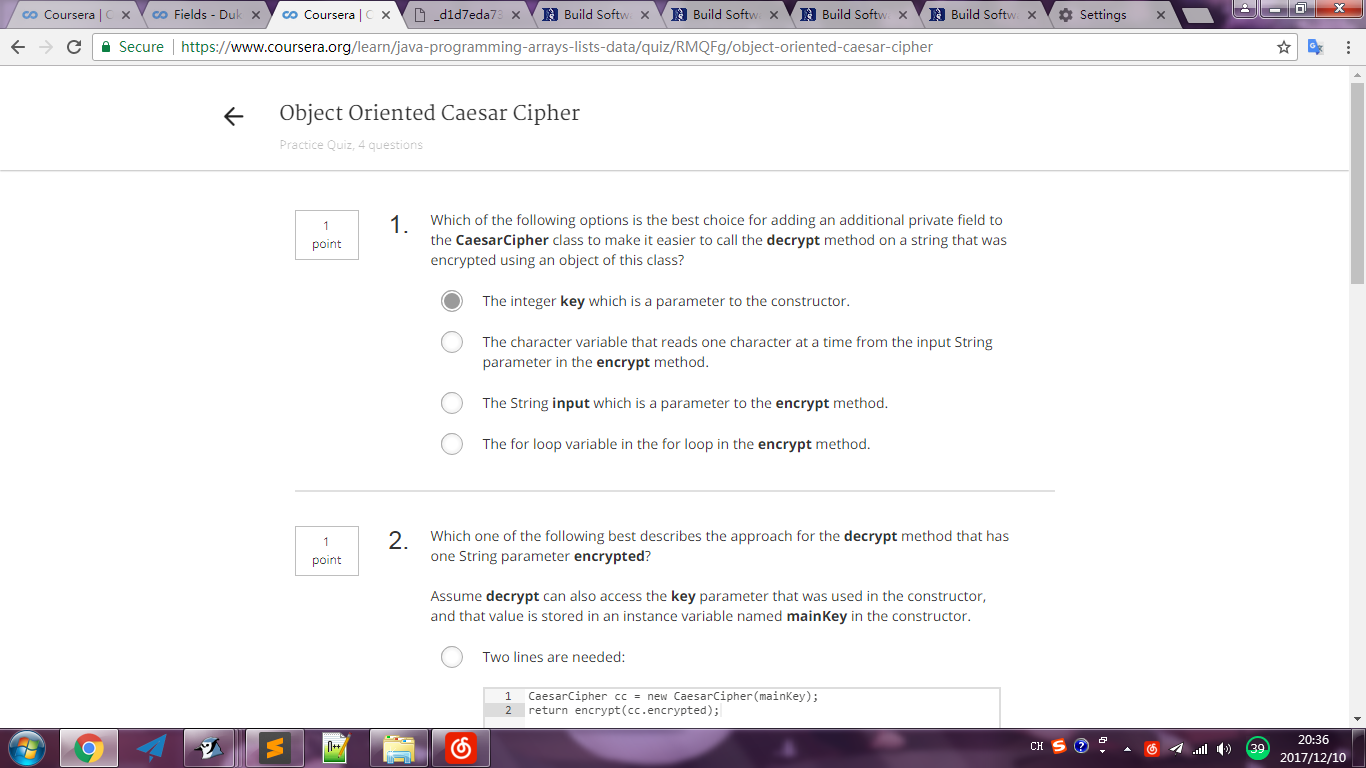 Coursera | C
Fields - Duk
Coursera | C
_d1d7eda73
Build Softw
Build Softw
Build Softw
Build Softw
Settings
Secure
https://www.coursera.org/learn/java-programming-arrays-lists-data/quiz/RMQFg/object-oriented-caesar-cipher
Object Oriented Caesar Cipher
Practice Quiz, 4 questions
1
point
1.
Which of the following options is the best choice for adding an additional private field to
the CaesarCipher class to make it easier to call the decrypt method on a string that was
encrypted using an object of this class?
The integer key which is a parameter to the constructor.
The character variable that reads one character at a time from the input String
parameter in the encrypt method.
The String input which is a parameter to the encrypt method.
The for loop variable in the for loop in the encrypt method.
1
point
2.
Which one of the following best describes the approach for the decrypt method that has
one String parameter encrypted?
Assume decrypt can also access the key parameter that was used in the constructor,
and that value is stored in an instance variable named mainKey in the constructor.
Two lines are needed:
1 CaesarCipher cc = new CaesarCipher(mainKey);
2 return encrypt(cc.encrypted);
CH
39
20:36
2017/12/10